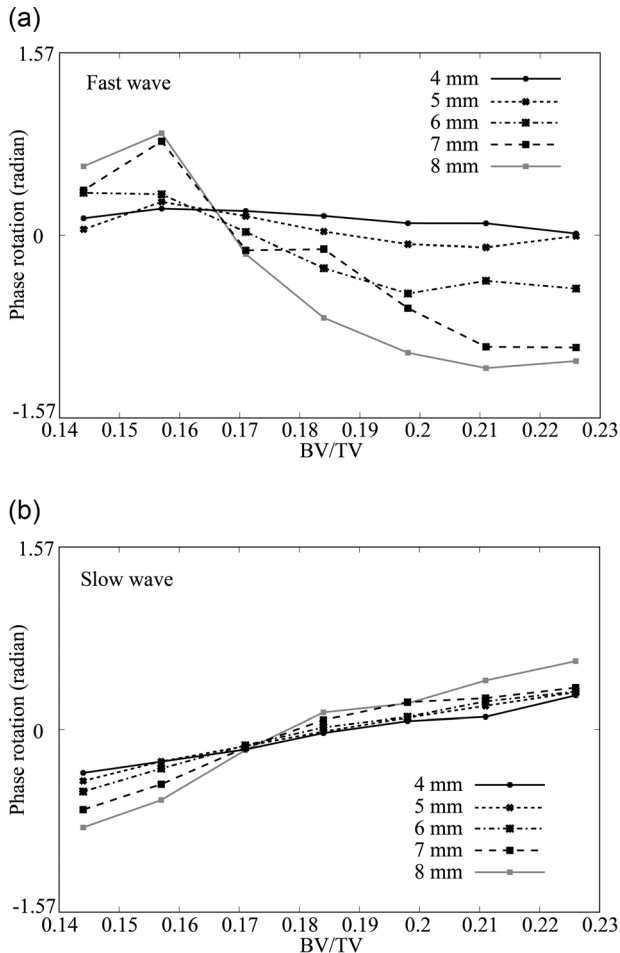 (a)
1.57
Fast wave
4 mm
5 mm
6 mm
7 mm
8 mm
Phase rotation (radian)
0
-1.57
0.14 0.15 0.16 0.17 0.18 0.19 0.2 0.21 0.22 0.23
BV/TV
(b)
1.57
Slow wave
Phase rotation (radian)
0
4 mm
5 mm
6 mm
7 mm
8 mm
-1.57
0.14 0.15 0.16 0.17 0.18 0.19 0.2 0.21 0.22 0.23
BV/TV